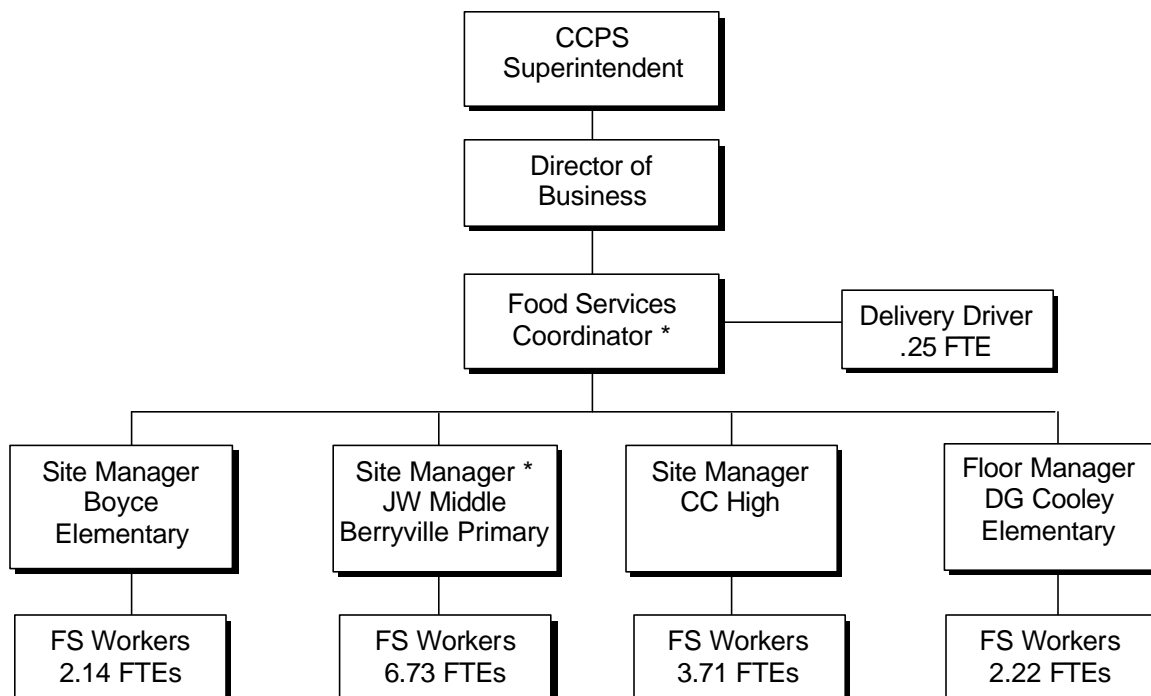 CCPS
Superintendent
Director of
Business
Food Services
Coordinator *
Delivery Driver
.25 FTE
Site Manager
Boyce
Elementary
Site Manager *
JW Middle
Berryville Primary
Site Manager
CC High
Floor Manager
DG Cooley
Elementary
FS Workers
2.14 FTEs
FS Workers
6.73 FTEs
FS Workers
3.71 FTEs
FS Workers
2.22 FTEs